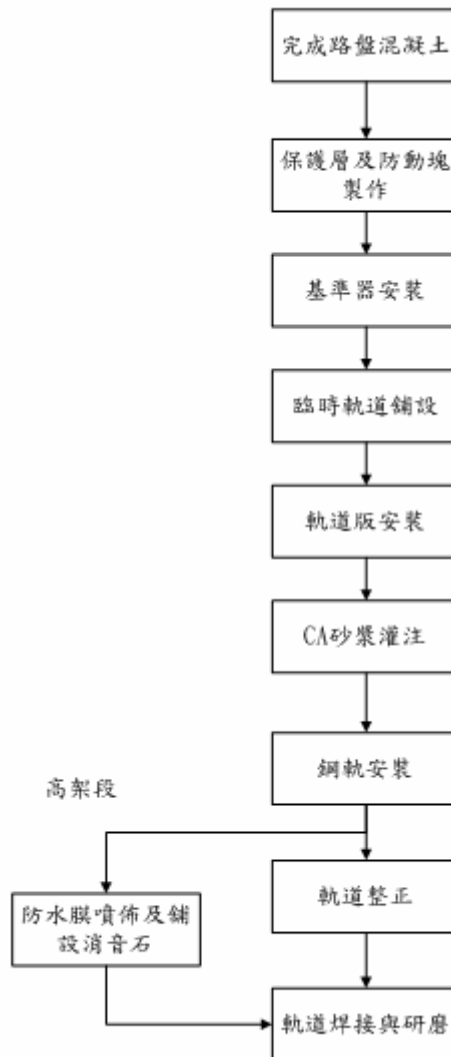 完成路盤混凝土
保護層及防動塊
製作
基準器安裝
臨時軌道舖設
軌道版安裝
CA砂漿灌注
鋼軌安裝
高架段
軌道整正
防水膜噴佈及舖
設消音石
軌道焊接與研磨